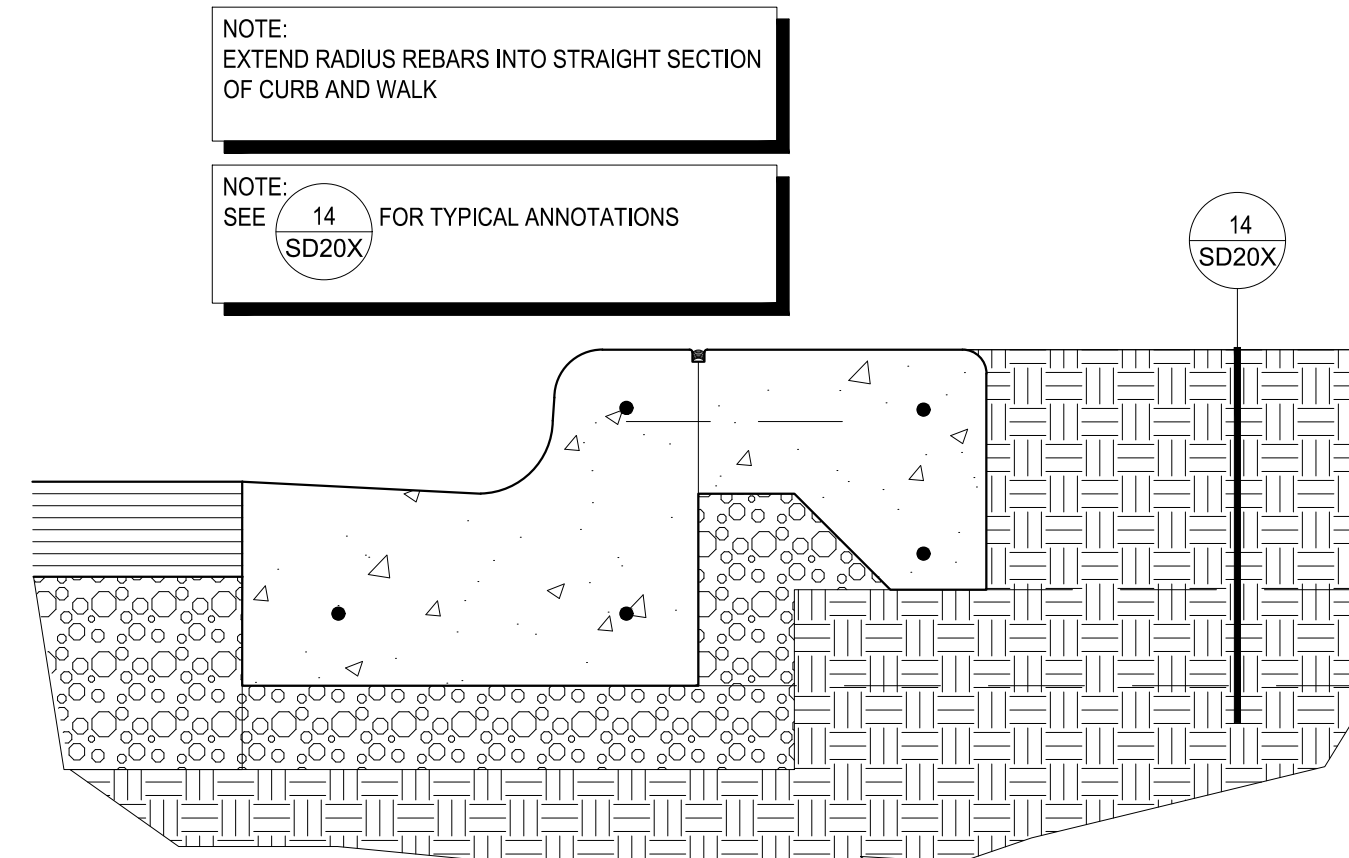 NOTE:
EXTEND RADIUS REBARS INTO STRAIGHT SECTION
OF CURB AND WALK
NOTE:
SEE 14 FOR TYPICAL ANNOTATIONS
SD20X
14
SD20X